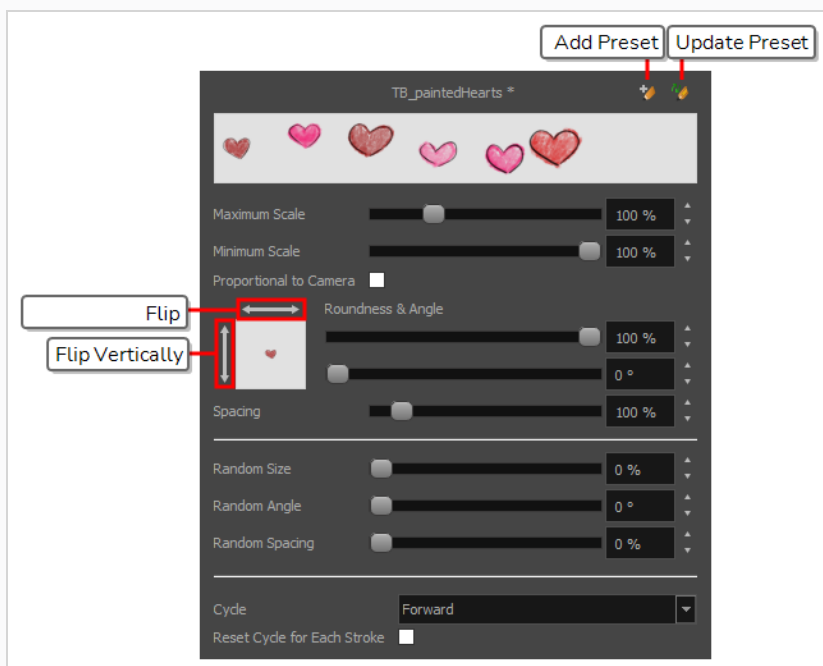 Add Preset Update Preset
TB_paintedHearts *
Maximum Scale 100 %
Minimum Scale 100 %
Proportional to Camera
Flip
Roundness & Angle
Flip Vertically
100 %
0 °
Spacing 100 %
Random Size 0 %
Random Angle 0 °
Random Spacing 0 %
Cycle Forward
Reset Cycle for Each Stroke